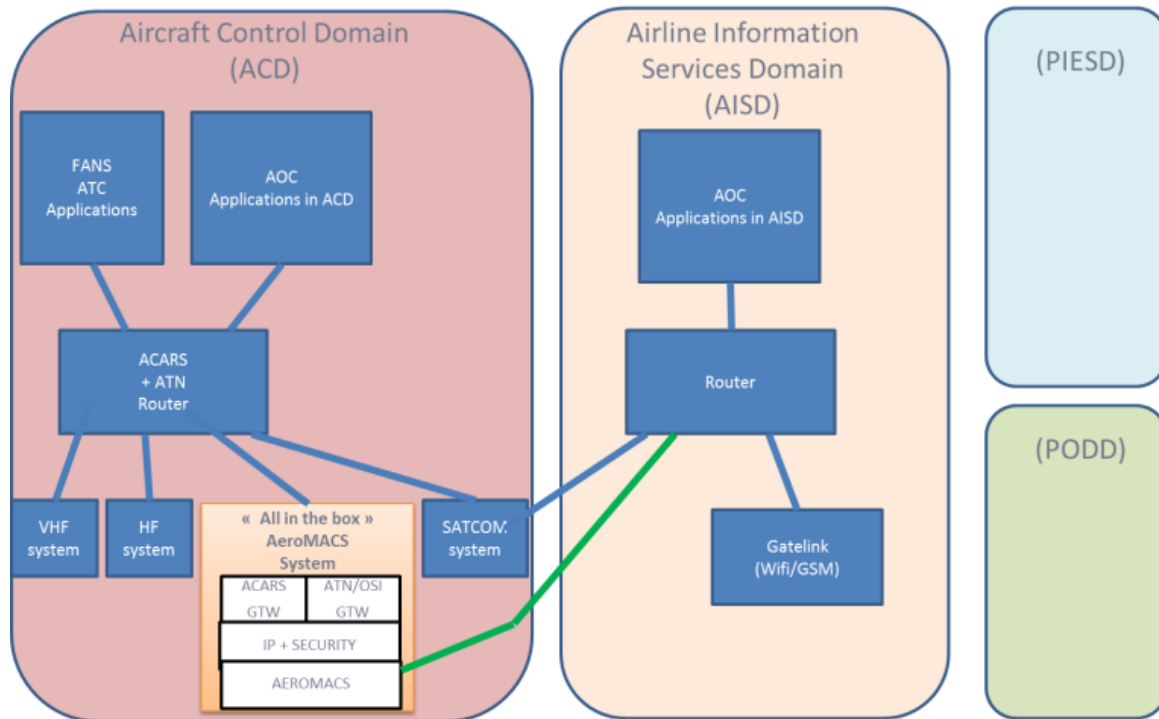 Aircraft Control Domain
(ACD)
FANS
ATC
Applications
AOC
Applications in ACD
ACARS
+ ATN
Router
VHF
system
HF
system
« All in the box »
AeroMACS
System
ACARS
GTW
ATN/OSI
GTW
IP + SECURITY
AEROMACS
SATCOM
system
Airline Information
Services Domain
(AISD)
AOC
Applications in AISD
Router
Gatelink
(Wifi/GSM)
(PIESD)
(PODD)